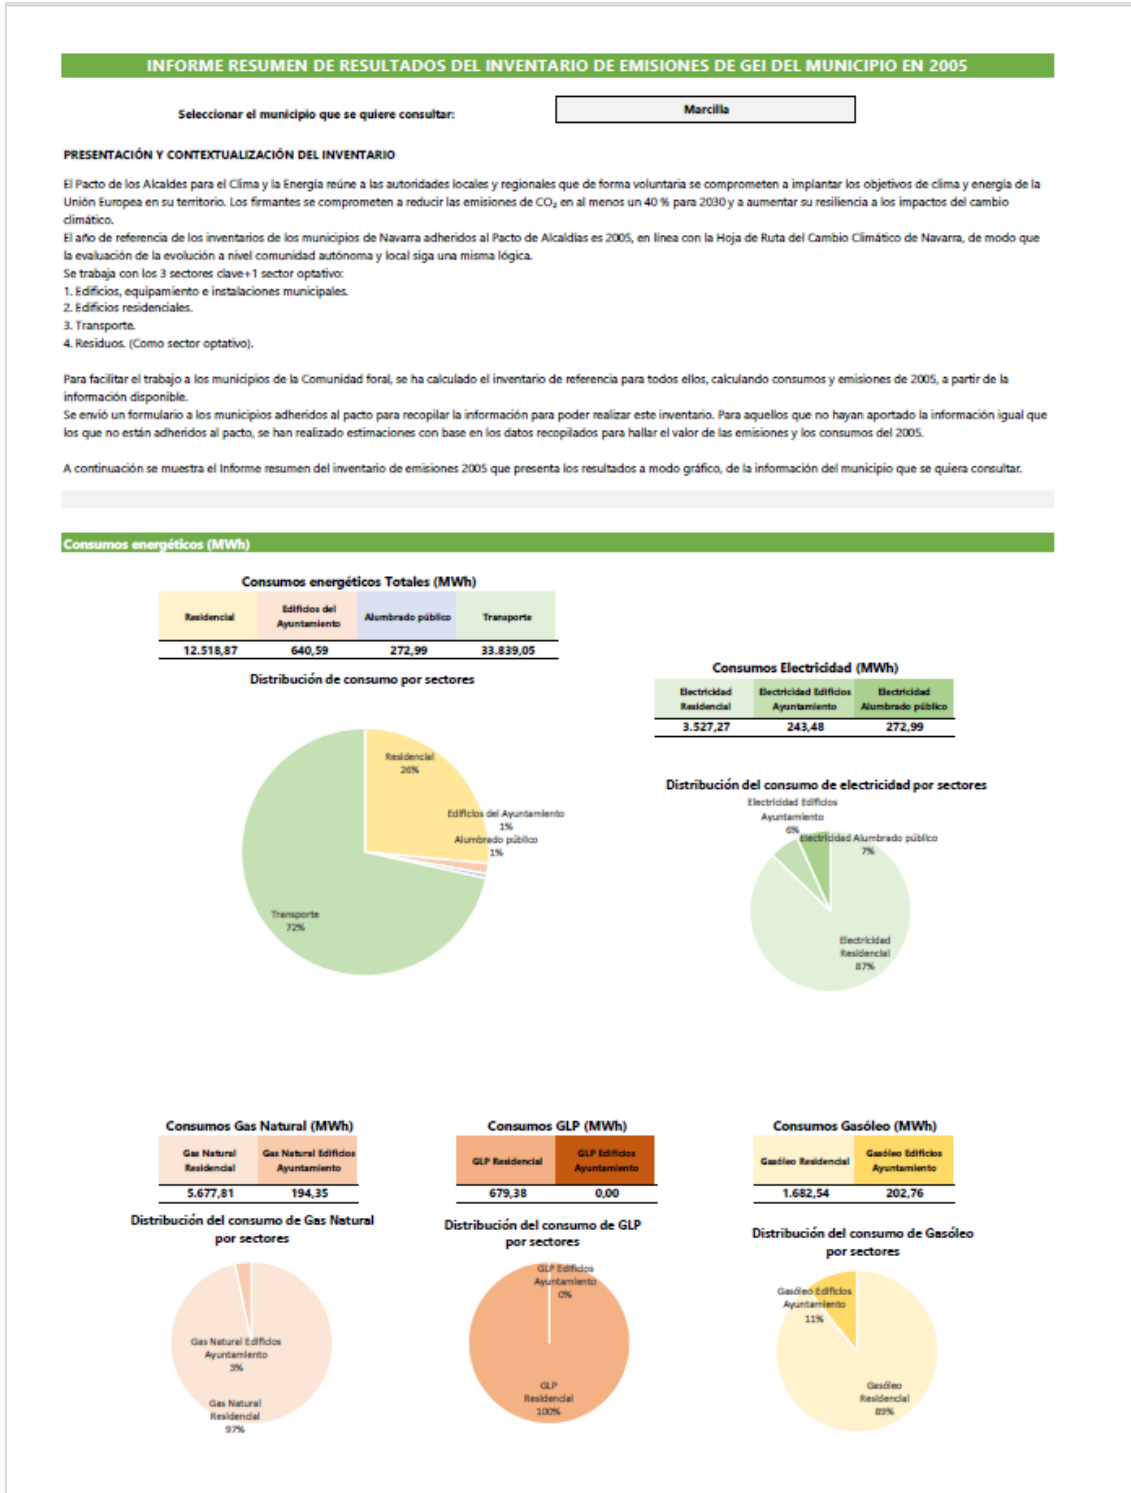 INFORME RESUMEN DE RESULTADOS DEL INVENTARIO DE EMISIONES DE GEI DEL MUNICIPIO EN 2005
Seleccionar el municipio que se quiere consultar:
Marcilla
PRESENTACIÓN Y CONTEXTUALIZACIÓN DEL INVENTARIO
El Pacto de los Alcaldes para el Clima y la Energía reúne a las autoridades locales y regionales que de forma voluntaria se comprometen a implantar los objetivos de clima y energía de la
Unión Europea en su territorio. Los firmantes se comprometen a reducir las emisiones de CO₂ en al menos un 40 % para 2030 y a aumentar su resiliencia a los impactos del cambio
climático.
El año de referencia de los inventarios de los municipios de Navarra adheridos al Pacto de Alcaldías es 2005, en línea con la Hoja de Ruta del Cambio Climático de Navarra, de modo que
la evaluación de la evolución a nivel comunidad autónoma y local siga una misma lógica.
Se trabaja con los 3 sectores clave+1 sector optativo:
1. Edificios, equipamiento e instalaciones municipales.
2. Edificios residenciales.
3. Transporte.
4. Residuos. (Como sector optativo).
Para facilitar el trabajo a los municipios de la Comunidad foral, se ha calculado el inventario de referencia para todos ellos, calculando consumos y emisiones de 2005, a partir de la
información disponible.
Se envió un formulario a los municipios adheridos al pacto para recopilar la información para poder realizar este inventario. Para aquellos que no hayan aportado la información igual que
los que no están adheridos al pacto, se han realizado estimaciones con base en los datos recopilados para hallar el valor de las emisiones y los consumos del 2005.
A continuación se muestra el Informe resumen del inventario de emisiones 2005 que presenta los resultados a modo gráfico, de la información del municipio que se quiera consultar.
Consumos energéticos (MWh)
Consumos energéticos Totales (MWh)
Residencial
Edificios del
Ayuntamiento
Alumbrado público
Transporte
12.518,87 640,59 272,99 33.839,05
Distribución de consumo por sectores
Residencial
26%
Edificios del Ayuntamiento
1%
Alumbrado público
1%
Transporte
72%
Consumos Electricidad (MWh)
Electricidad
Residencial
Electricidad Edificios
Ayuntamiento
Electricidad
Alumbrado público
3.527,27 243,48 272,99
Distribución del consumo de electricidad por sectores
Electricidad Edificios
Ayuntamiento
6%
Electricidad Alumbrado público
7%
Electricidad
Residencial
87%
Consumos Gas Natural (MWh)
Gas Natural
Residencial
Gas Natural Edificios
Ayuntamiento
5.677,81 194,35
Distribución del consumo de Gas Natural
por sectores
Gas Natural Edificios
Ayuntamiento
3%
Gas Natural
Residencial
97%
Consumos GLP (MWh)
GLP Residencial
GLP Edificios
Ayuntamiento
679,38 0,00
Distribución del consumo de GLP
por sectores
GLP Edificios
Ayuntamiento
0%
GLP
Residencial
100%
Consumos Gasóleo (MWh)
Gasóleo Residencial
Gasóleo Edificios
Ayuntamiento
1.682,54 202,76
Distribución del consumo de Gasóleo
por sectores
Gasóleo Edificios
Ayuntamiento
11%
Gasóleo
Residencial
89%